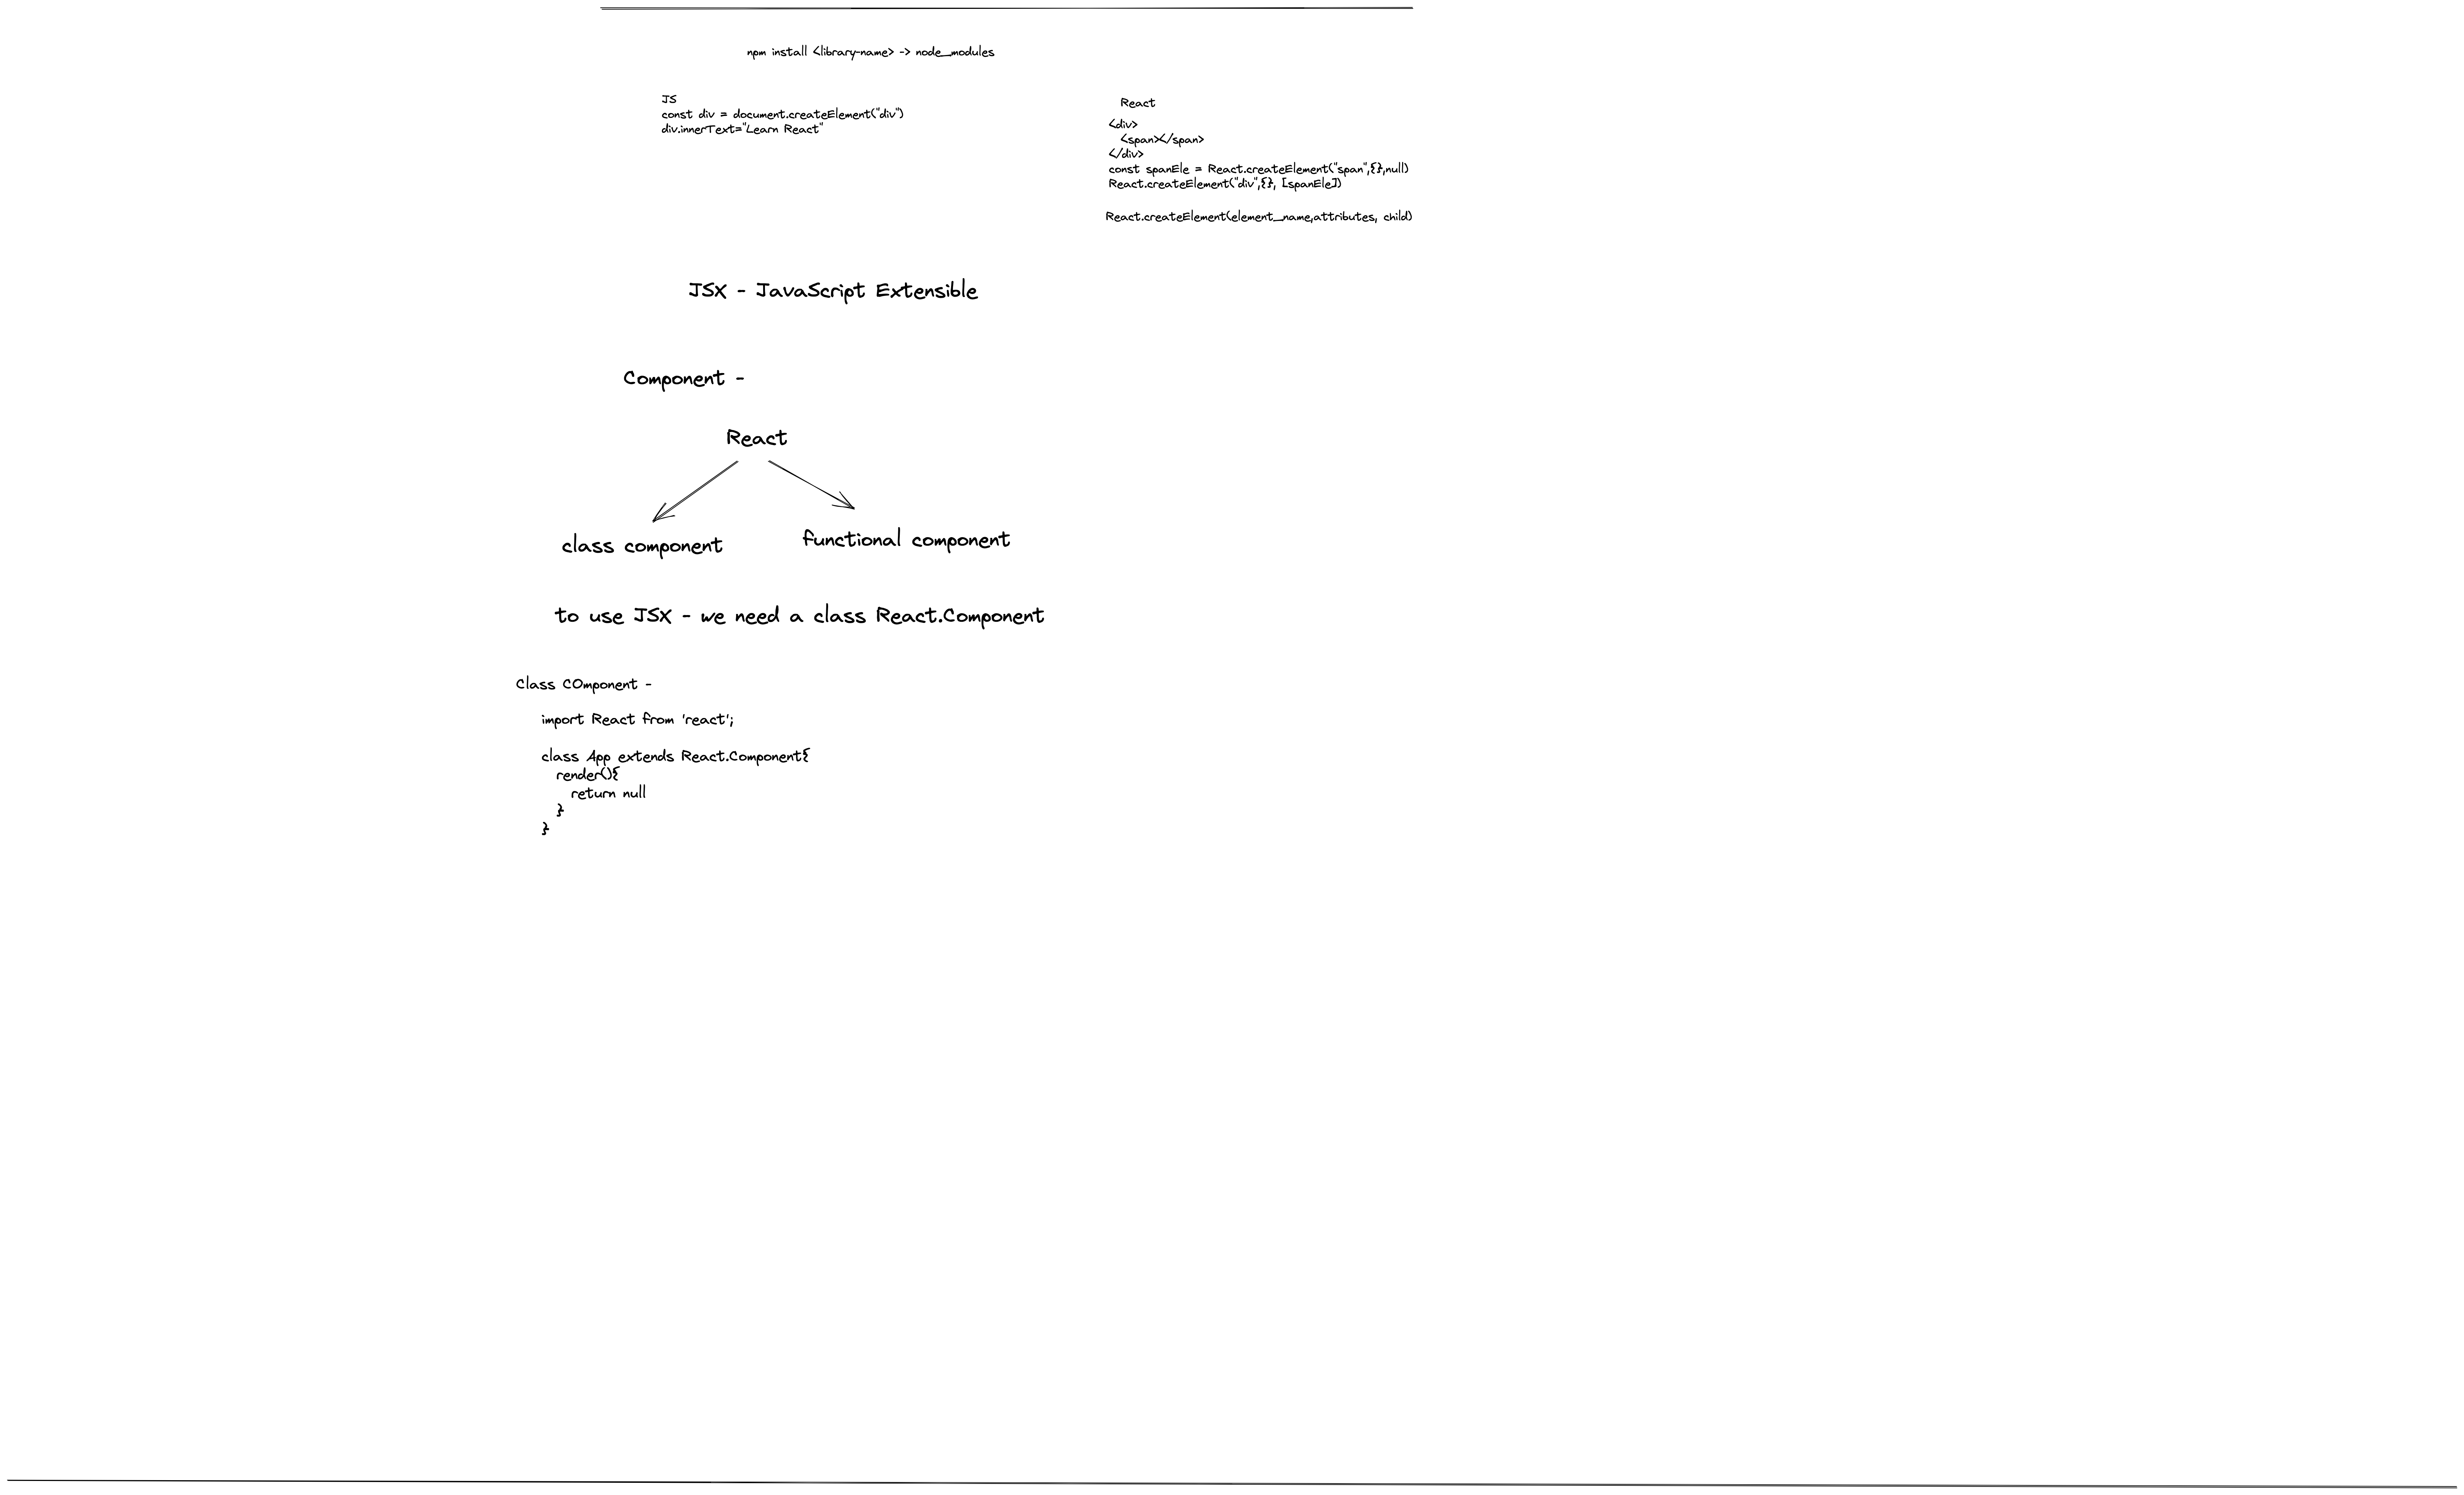 npm install <library-name> -> node_modules
JS
const div = document.createElement("div")
div.innerText="Learn React"
React
<div>
<span></span>
</div>
const spanEle = React.createElement("span",{},null)
React.createElement("div",{}, [spanEle])
React.createElement(element_name,attributes, child)
JSX - JavaScript Extensible
Component -
React
class component
functional component
to use JSX - we need a class React.Component
Class COmponent -
import React from 'react';
class App extends React.Component{
render(){
return null
}
}